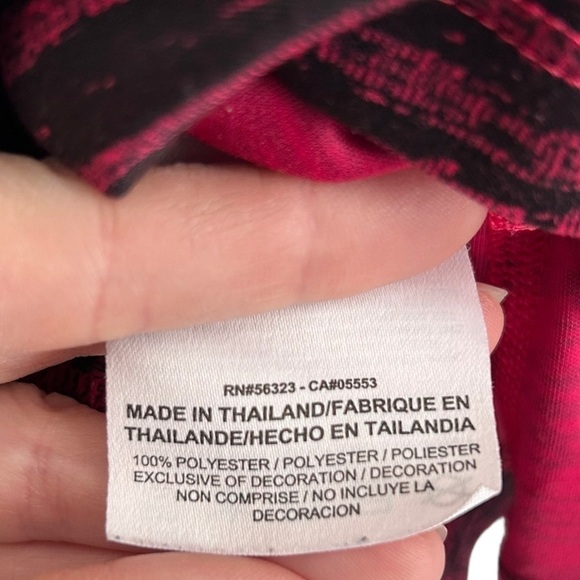 RN#56323 - CA#05553
MADE IN THAILAND/FABRIQUE EN
THAILANDE/HECHO EN TAILANDIA
100% POLYESTER / POLYESTER / POLIESTER
EXCLUSIVE OF DECORATION / DECORATION
NON COMPRISE / NO INCLUYE LA
DECORACION